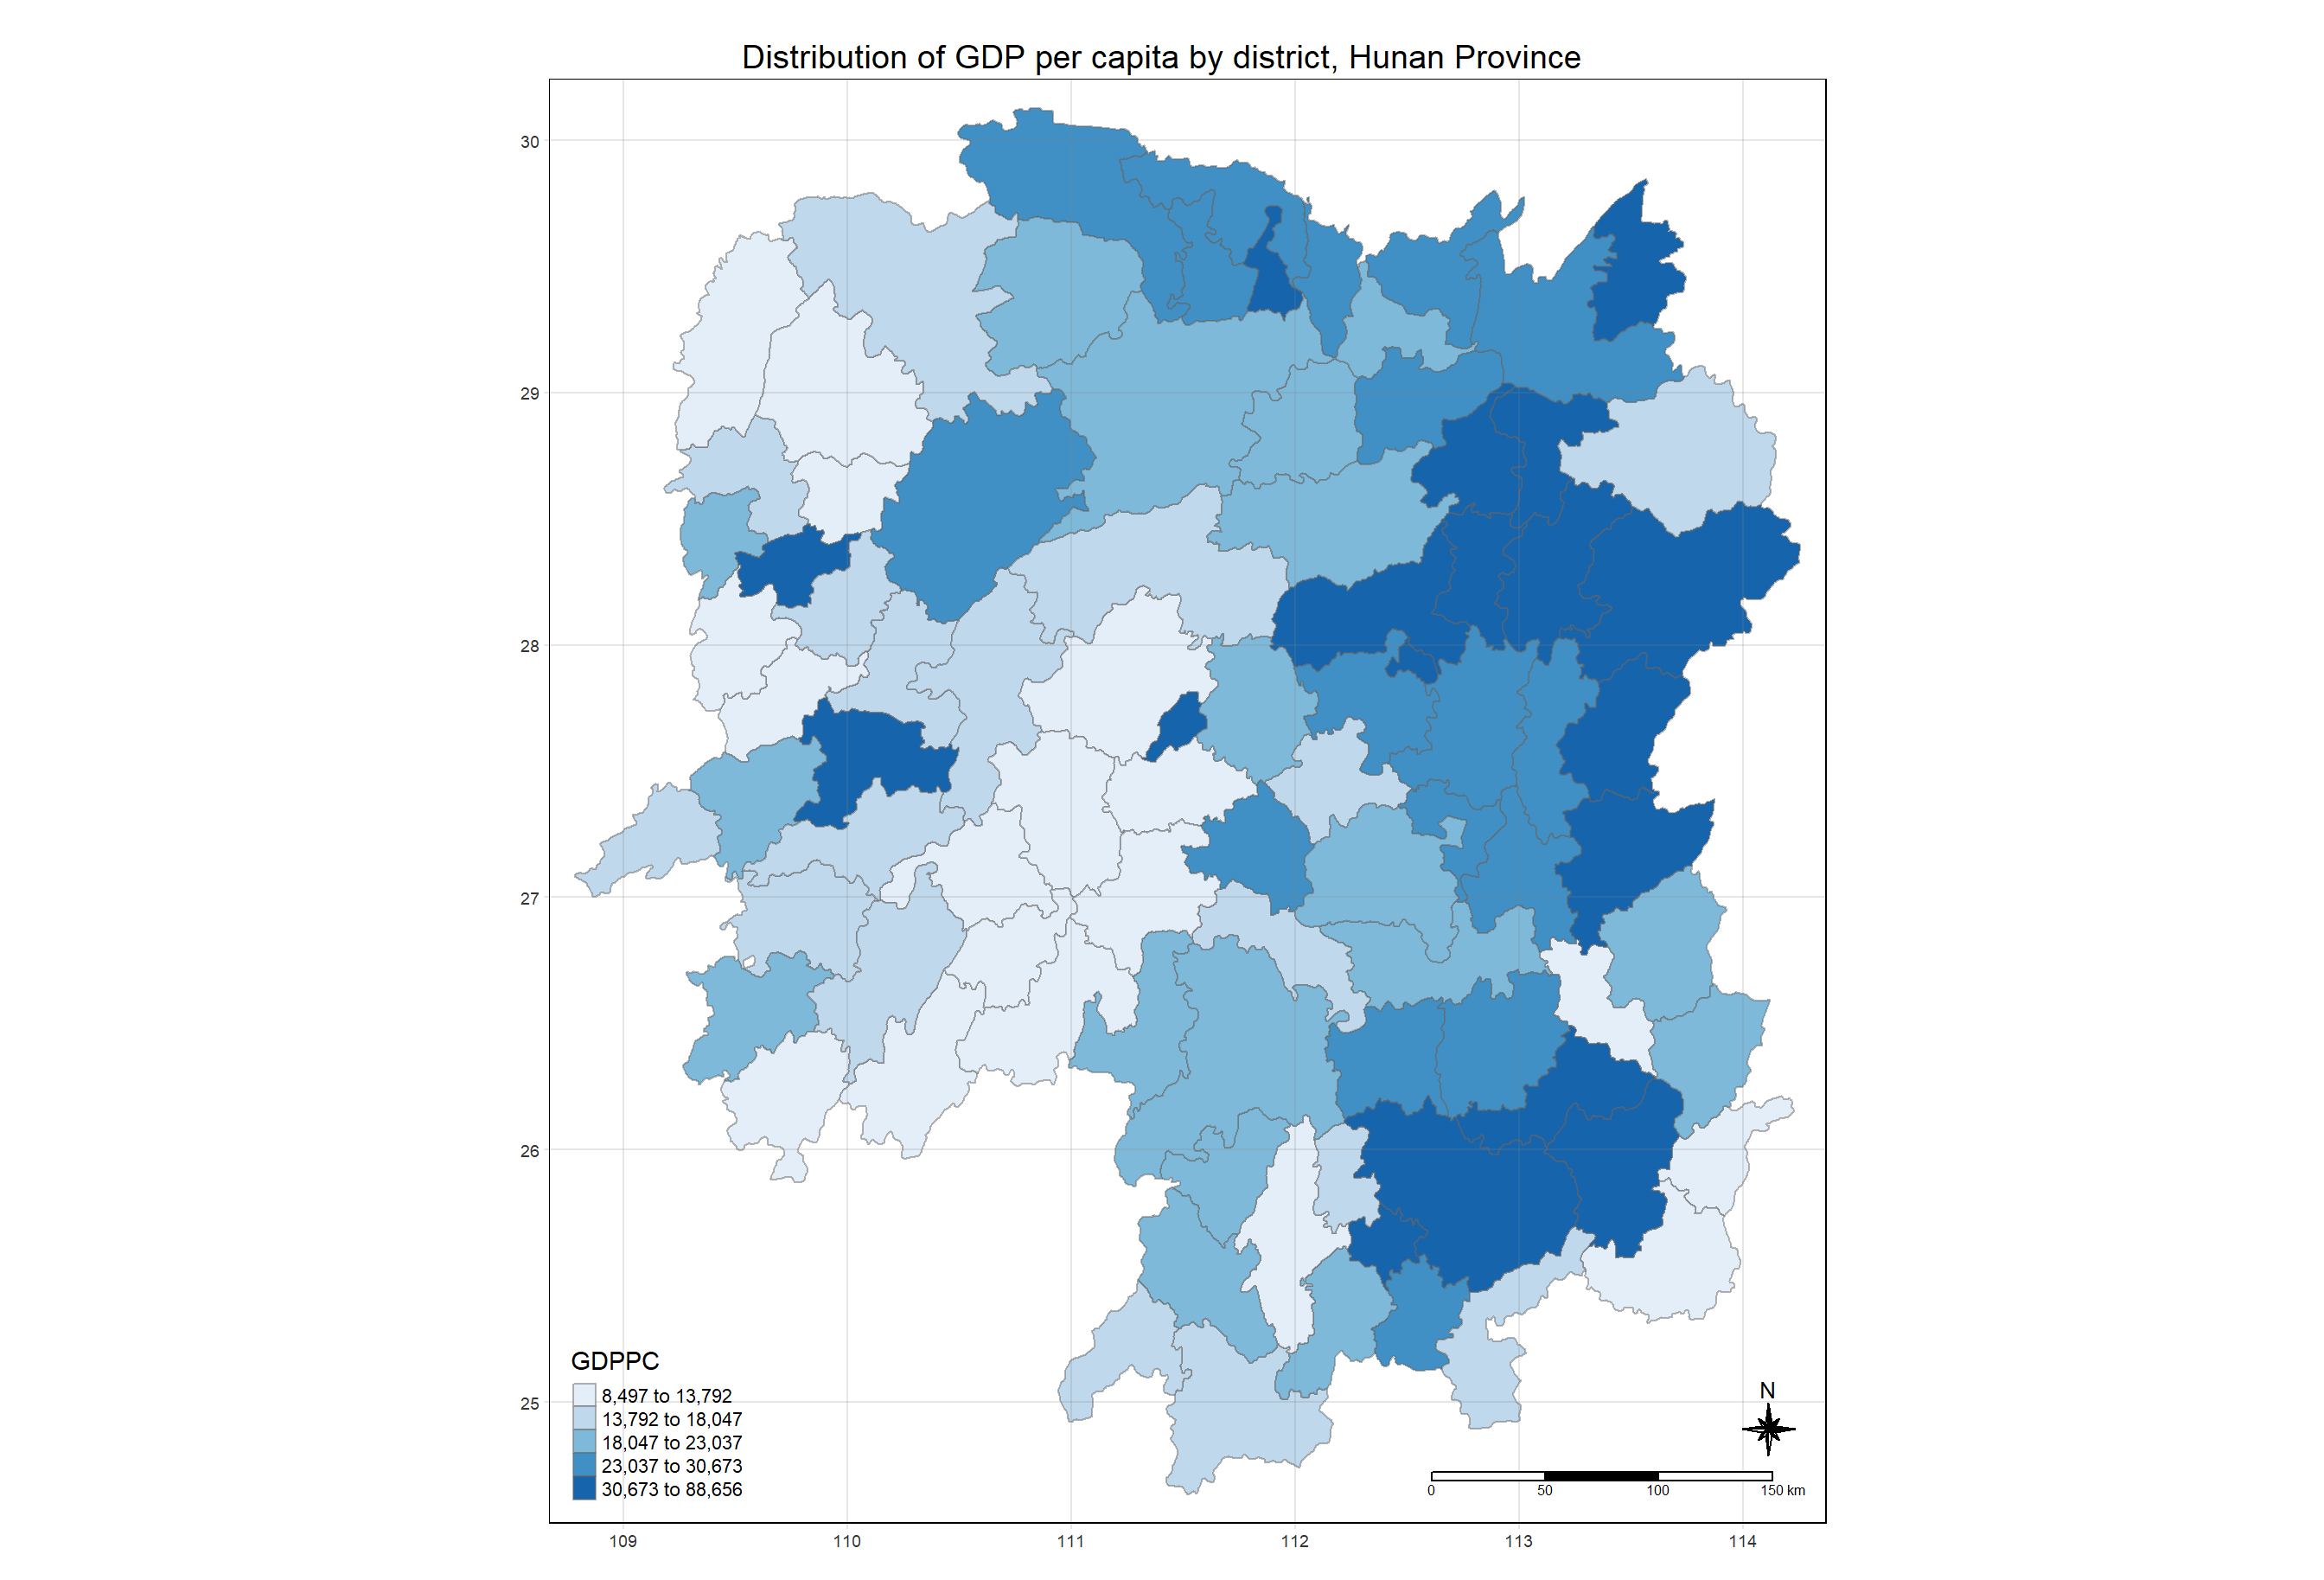 Distribution of GDP per capita by district, Hunan Province
30
29
28
27
26
25
GDPPC
8,497 to 13,792
13,792 to 18,047
18,047 to 23,037
23,037 to 30,673
30,673 to 88,656
N
0 50 100 150 km
109 110 111 112 113 114